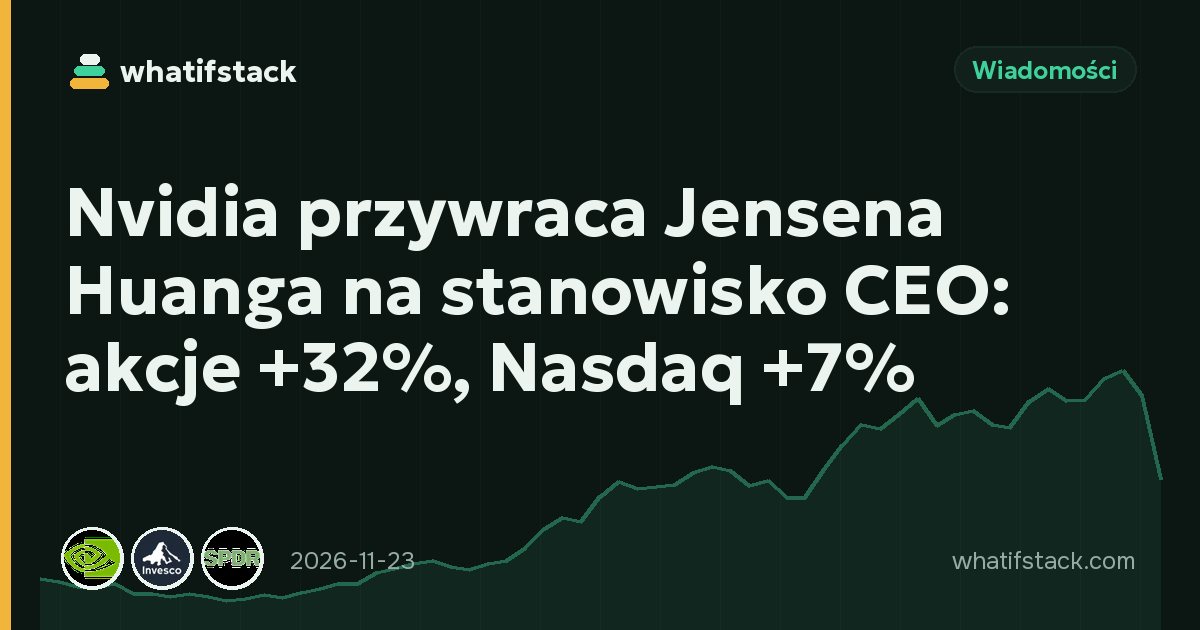 whatifstack
Wiadomości
Nvidia przywraca Jensena
Huanga na stanowisko CEO:
akcje +32%, Nasdaq +7%
Invesco
SPDR
2026-11-23
whatifstack.com